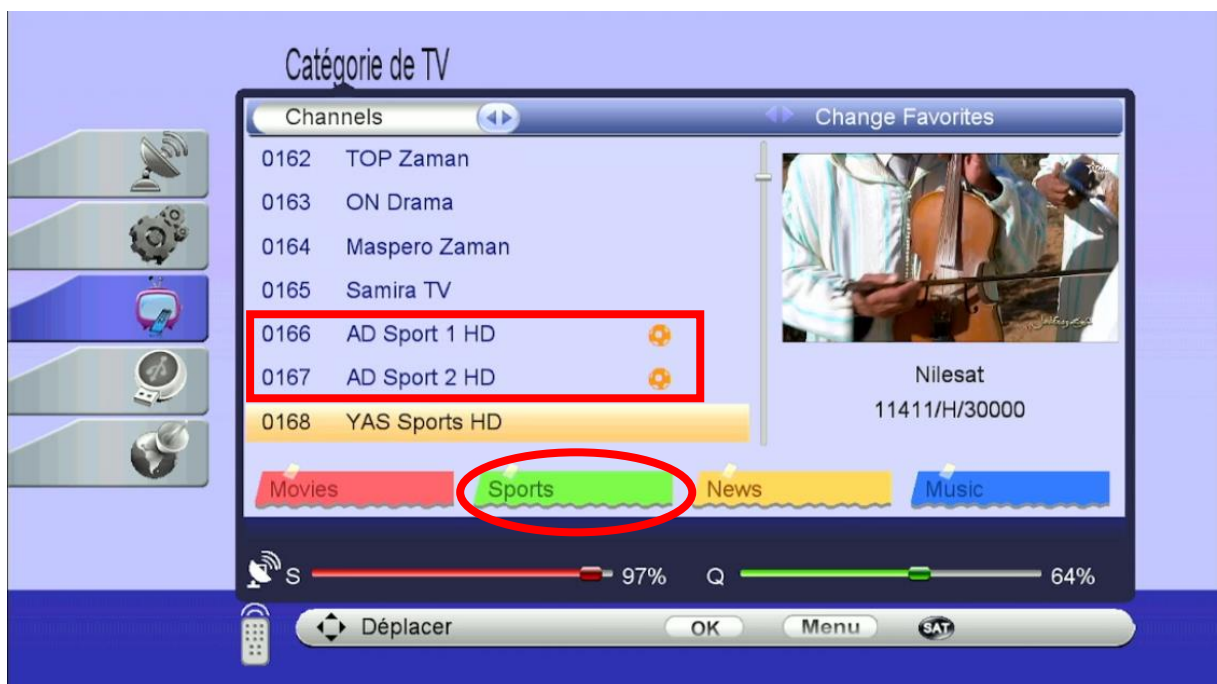 Catégorie de TV
Channels
Change Favorites
0162 TOP Zaman
0163 ON Drama
0164 Maspero Zaman
0165 Samira TV
0166 AD Sport 1 HD
0167 AD Sport 2 HD
0168 YAS Sports HD
Nilesat
11411/H/30000
Movies Sports News Music
S 97% Q 64%
Déplacer OK Menu SAT